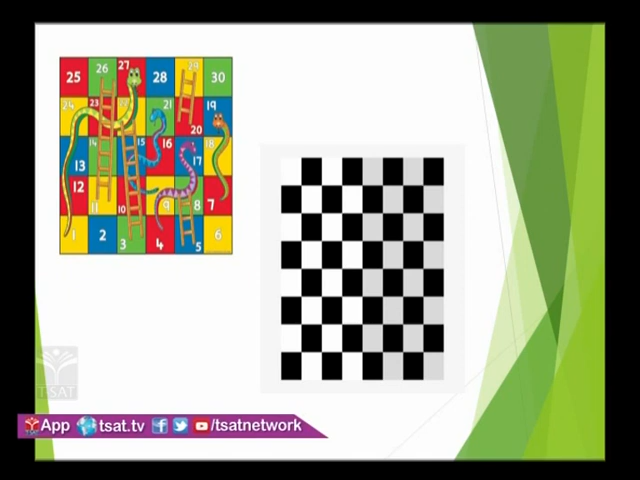 25 26 27 28 29 30
24 23 22 21 20 19
13 14 15 16 17 18
12 11 10 9 8 7
1 2 3 4 5 6
T-SAT
App tsat.tv /tsatnetwork